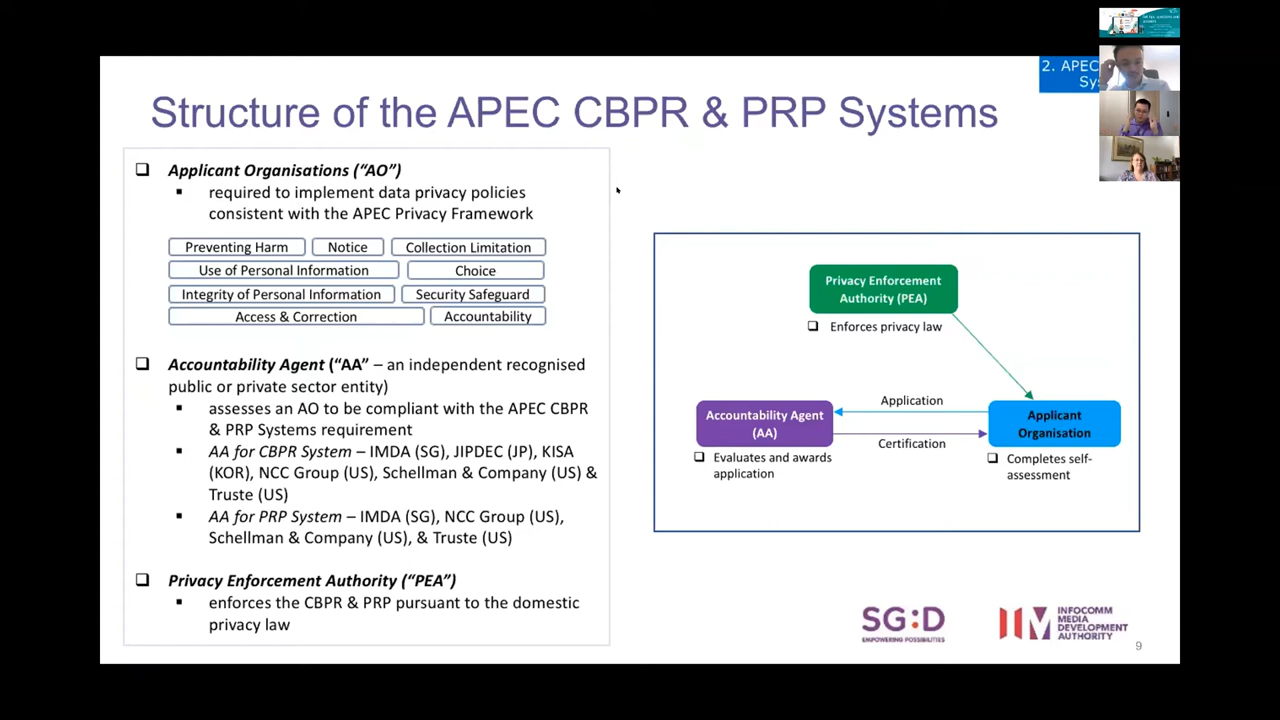 2. APEC
Sys
Structure of the APEC CBPR & PRP Systems
Applicant Organisations (“AO”)
required to implement data privacy policies
consistent with the APEC Privacy Framework
Preventing Harm
Notice
Collection Limitation
Use of Personal Information
Choice
Integrity of Personal Information
Security Safeguard
Access & Correction
Accountability
Accountability Agent (“AA” – an independent recognised
public or private sector entity)
assesses an AO to be compliant with the APEC CBPR
& PRP Systems requirement
AA for CBPR System – IMDA (SG), JIPDEC (JP), KISA
(KOR), NCC Group (US), Schellman & Company (US) &
Truste (US)
AA for PRP System – IMDA (SG), NCC Group (US),
Schellman & Company (US), & Truste (US)
Privacy Enforcement Authority (“PEA”)
enforces the CBPR & PRP pursuant to the domestic
privacy law
Privacy Enforcement
Authority (PEA)
Enforces privacy law
Application
Accountability Agent
(AA)
Certification
Applicant
Organisation
Evaluates and awards
application
Completes self-
assessment
SG:D
EMPOWERING POSSIBILITIES
INFOCOMM
MEDIA
DEVELOPMENT
AUTHORITY
9